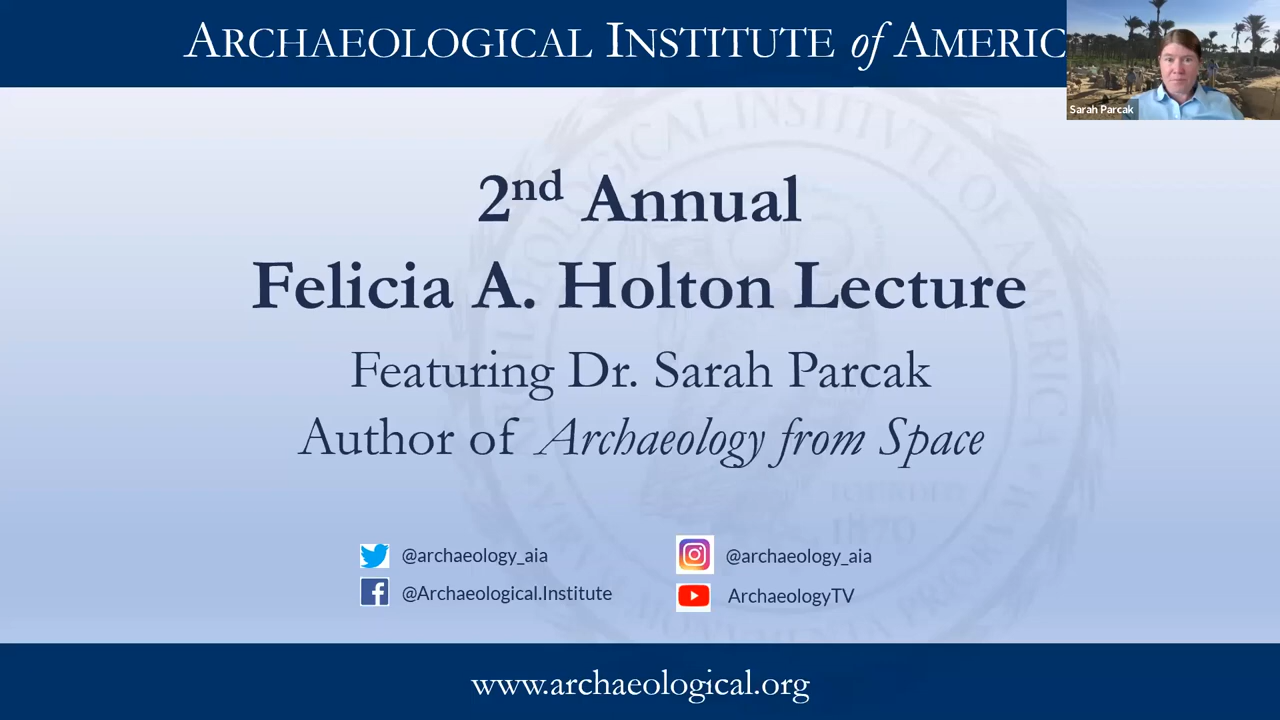 ARCHAEOLOGICAL INSTITUTE of AMERIC
Sarah Parcak
2nd Annual
Felicia A. Holton Lecture
Featuring Dr. Sarah Parcak
Author of Archaeology from Space
@archaeology_aia
@archaeology_aia
@Archaeological.Institute
ArchaeologyTV
www.archaeological.org